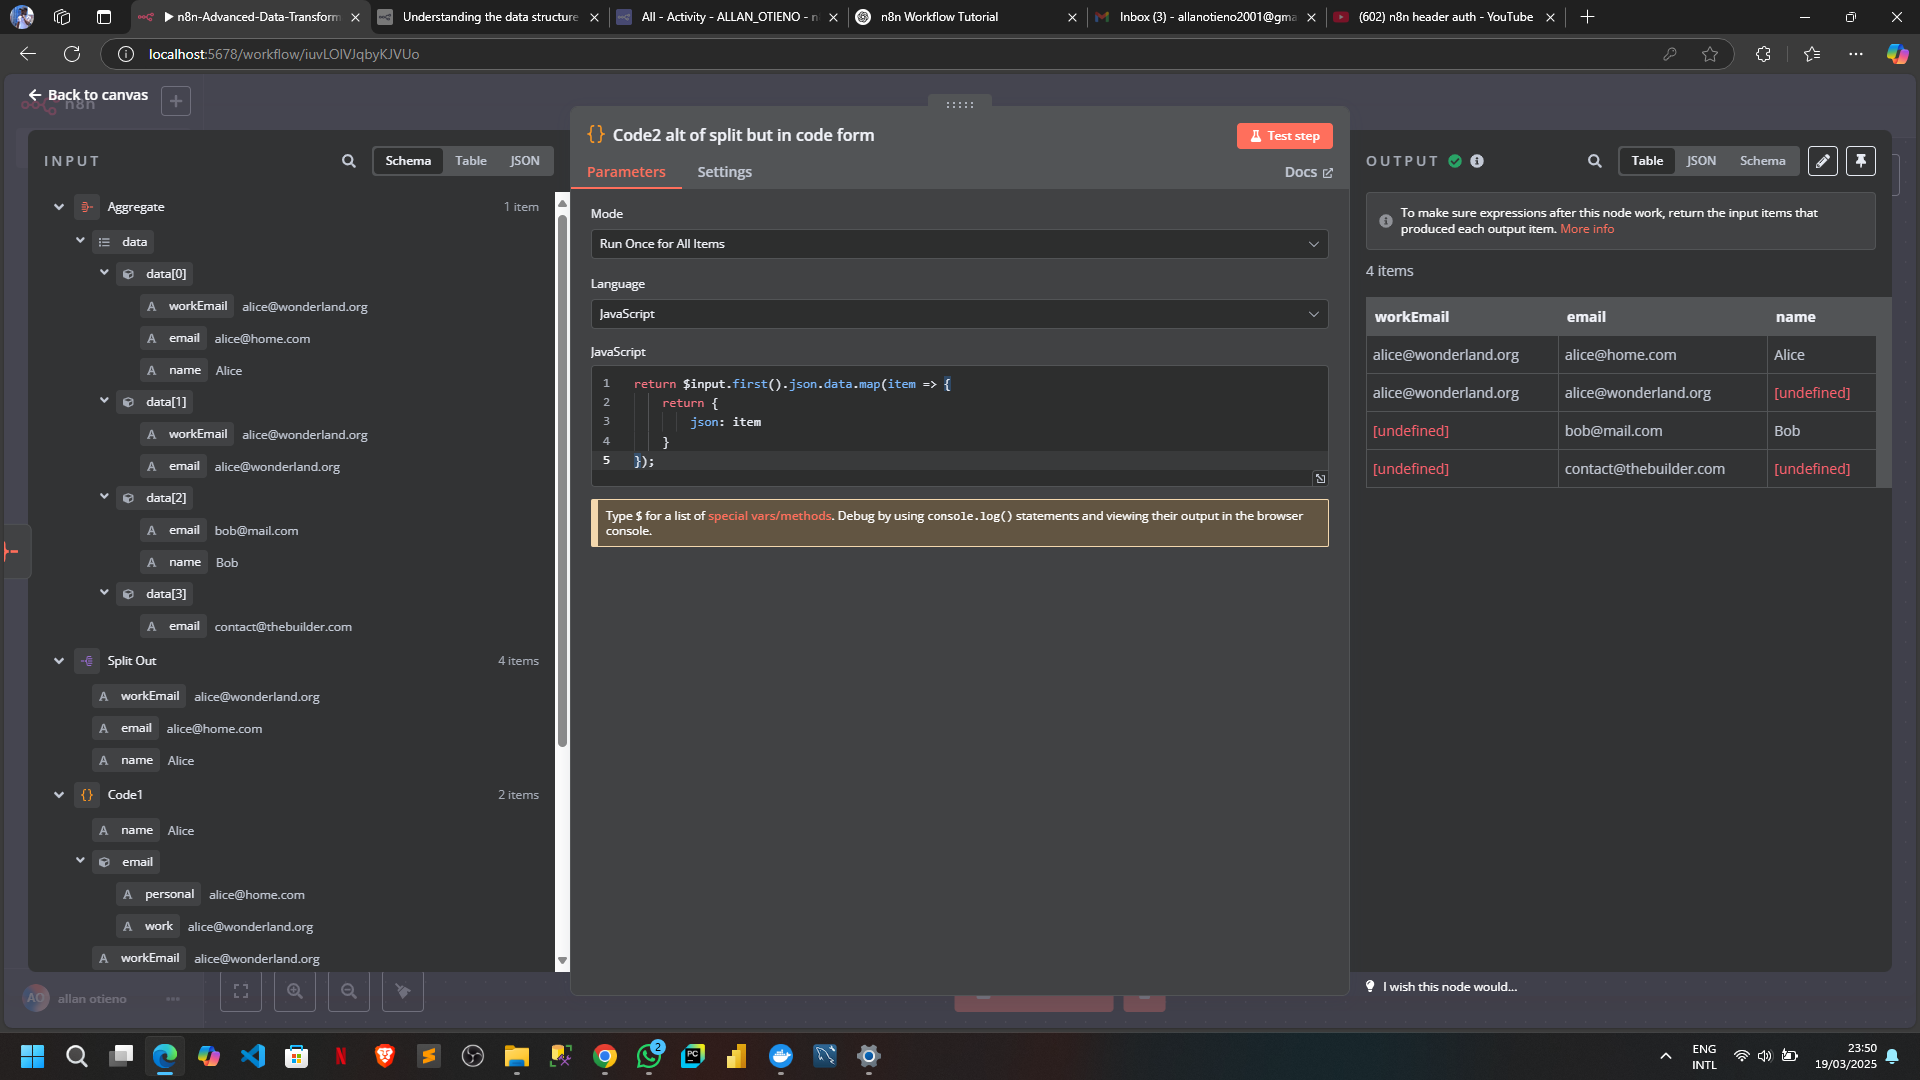 ▶ n8n-Advanced-Data-Transform
Understanding the data structure
All - Activity - ALLAN_OTIENO - n
n8n Workflow Tutorial
Inbox (3) - allanotieno2001@gma
(602) n8n header auth - YouTube
localhost:5678/workflow/iuvLOIVJqbyKJVUo
Back to canvas
n8n
INPUT
Schema
Table
JSON
Aggregate
1 item
data
data[0]
workEmail alice@wonderland.org
email alice@home.com
name Alice
data[1]
workEmail alice@wonderland.org
email alice@wonderland.org
data[2]
email bob@mail.com
name Bob
data[3]
email contact@thebuilder.com
Split Out
4 items
workEmail alice@wonderland.org
email alice@home.com
name Alice
Code1
2 items
name Alice
email
personal alice@home.com
work alice@wonderland.org
workEmail alice@wonderland.org
AO allan otieno
Code2 alt of split but in code form
Test step
Parameters
Settings
Docs
Mode
Run Once for All Items
Language
JavaScript
JavaScript
1 return $input.first().json.data.map(item => {
2 return {
3 json: item
4 }
5 });
Type $ for a list of special vars/methods. Debug by using console.log() statements and viewing their output in the browser
console.
OUTPUT
Table
JSON
Schema
To make sure expressions after this node work, return the input items that
produced each output item. More info
4 items
workEmail email name
alice@wonderland.org alice@home.com Alice
alice@wonderland.org alice@wonderland.org [undefined]
[undefined] bob@mail.com Bob
[undefined] contact@thebuilder.com [undefined]
I wish this node would...
2
PC
ENG
INTL
23:50
19/03/2025